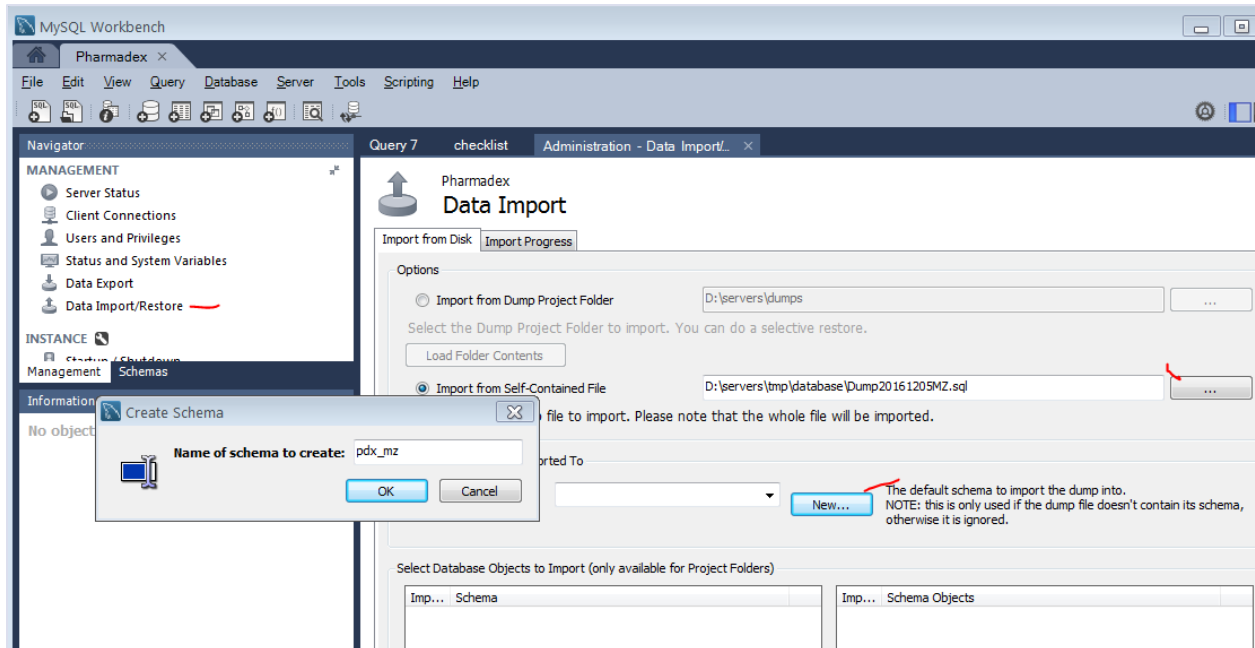 MySQL Workbench
Pharmadex
File Edit View Query Database Server Tools Scripting Help
Navigator
Query 7 checklist Administration - Data Import/...
MANAGEMENT
Server Status
Client Connections
Users and Privileges
Status and System Variables
Data Export
Data Import/Restore
INSTANCE
Startup / Shutdown
Management Schemas
Information
No object
Pharmadex
Data Import
Import from Disk Import Progress
Options
Import from Dump Project Folder D:\servers\dumps ...
Select the Dump Project Folder to import. You can do a selective restore.
Load Folder Contents
Import from Self-Contained File D:\servers\tmp\database\Dump20161205MZ.sql ...
file to import. Please note that the whole file will be imported.
Create Schema
Name of schema to create: pdx_mz
OK Cancel
orted To
New... The default schema to import the dump into.
NOTE: this is only used if the dump file doesn't contain its schema,
otherwise it is ignored.
Select Database Objects to Import (only available for Project Folders)
Imp... Schema Imp... Schema Objects